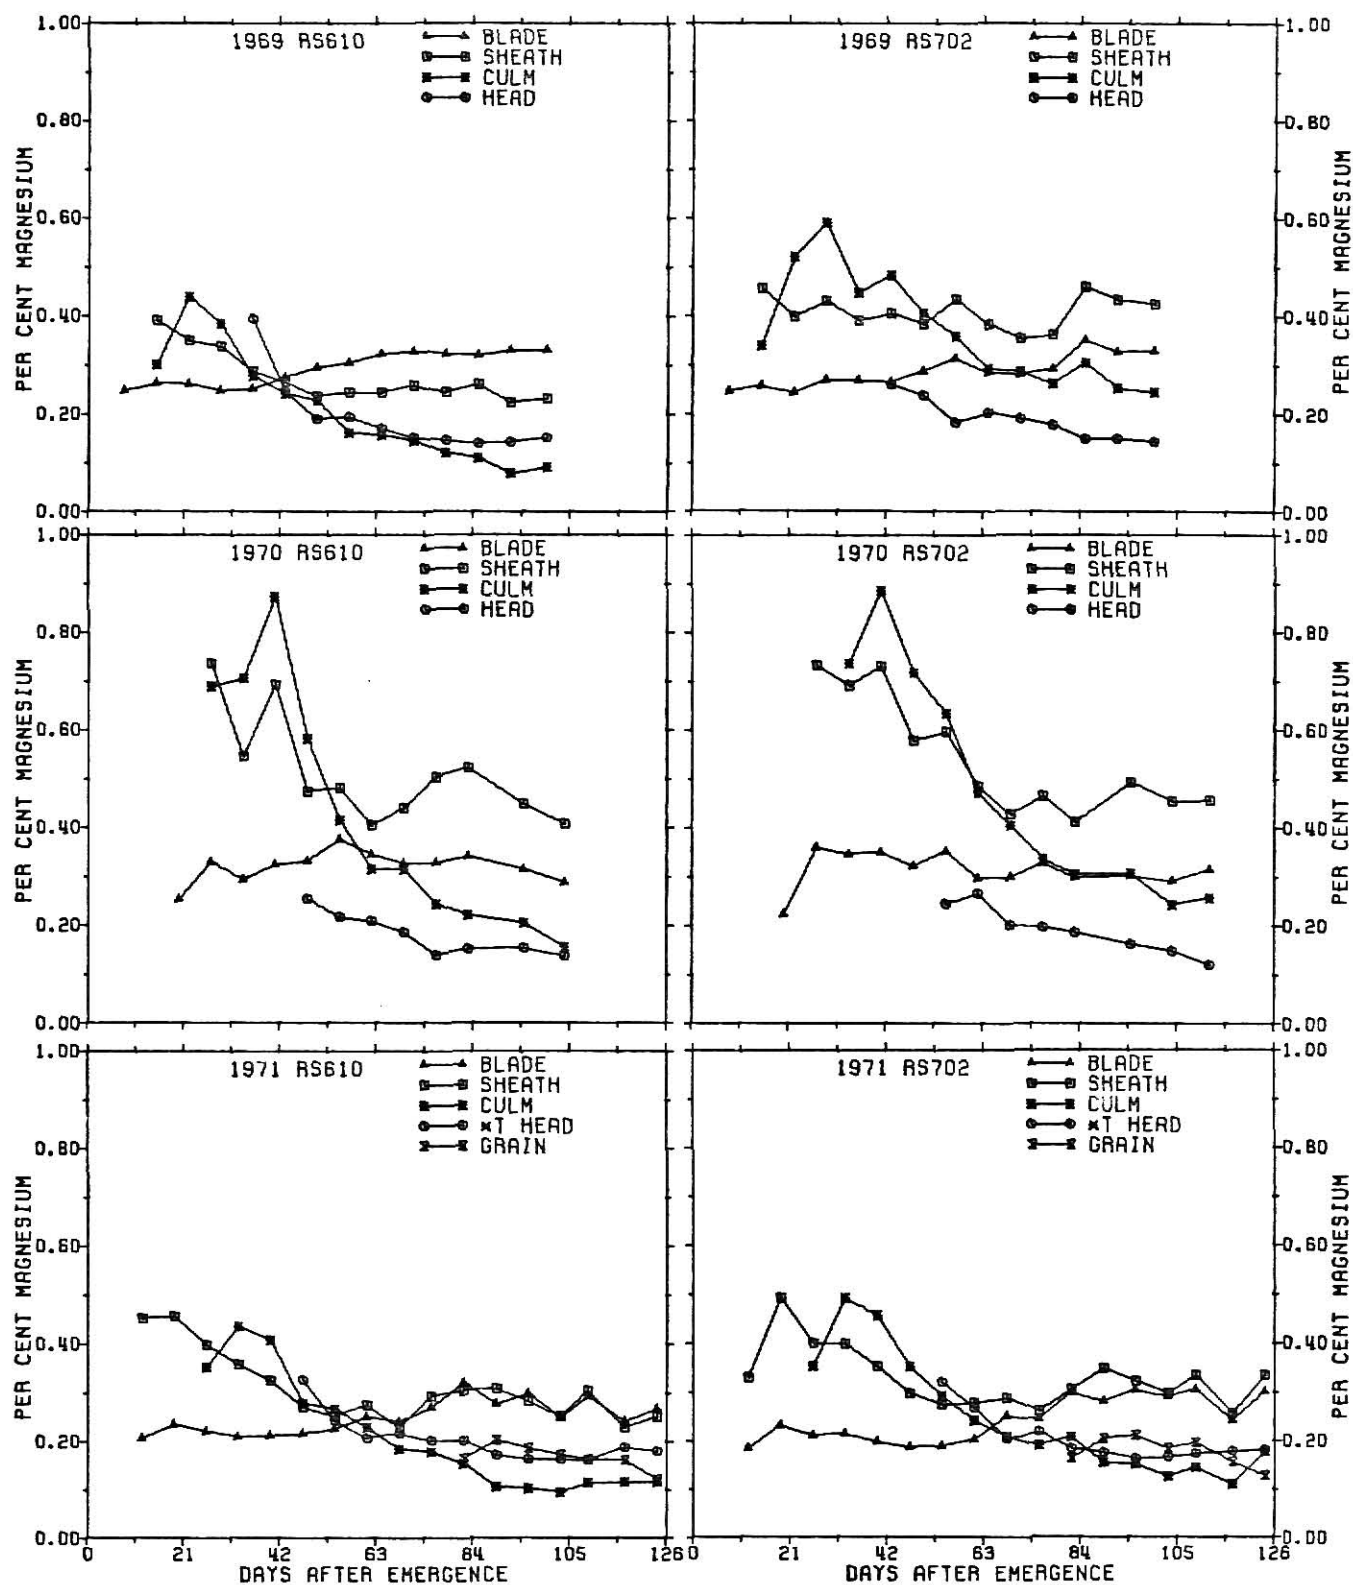 1969 RS610
BLADE
SHEATH
CULM
HEAD
1.00
0.80
0.60
0.40
0.20
0.00
PER CENT MAGNESIUM
1969 RS702
BLADE
SHEATH
CULM
HEAD
1.00
0.80
0.60
0.40
0.20
0.00
PER CENT MAGNESIUM
1970 RS610
BLADE
SHEATH
CULM
HEAD
1.00
0.80
0.60
0.40
0.20
0.00
PER CENT MAGNESIUM
1970 RS702
BLADE
SHEATH
CULM
HEAD
1.00
0.80
0.60
0.40
0.20
0.00
PER CENT MAGNESIUM
1971 RS610
BLADE
SHEATH
CULM
*T HEAD
GRAIN
1.00
0.80
0.60
0.40
0.20
0.00
PER CENT MAGNESIUM
0 21 42 63 84 105 126
DAYS AFTER EMERGENCE
1971 RS702
BLADE
SHEATH
CULM
*T HEAD
GRAIN
1.00
0.80
0.60
0.40
0.20
0.00
PER CENT MAGNESIUM
0 21 42 63 84 105 126
DAYS AFTER EMERGENCE